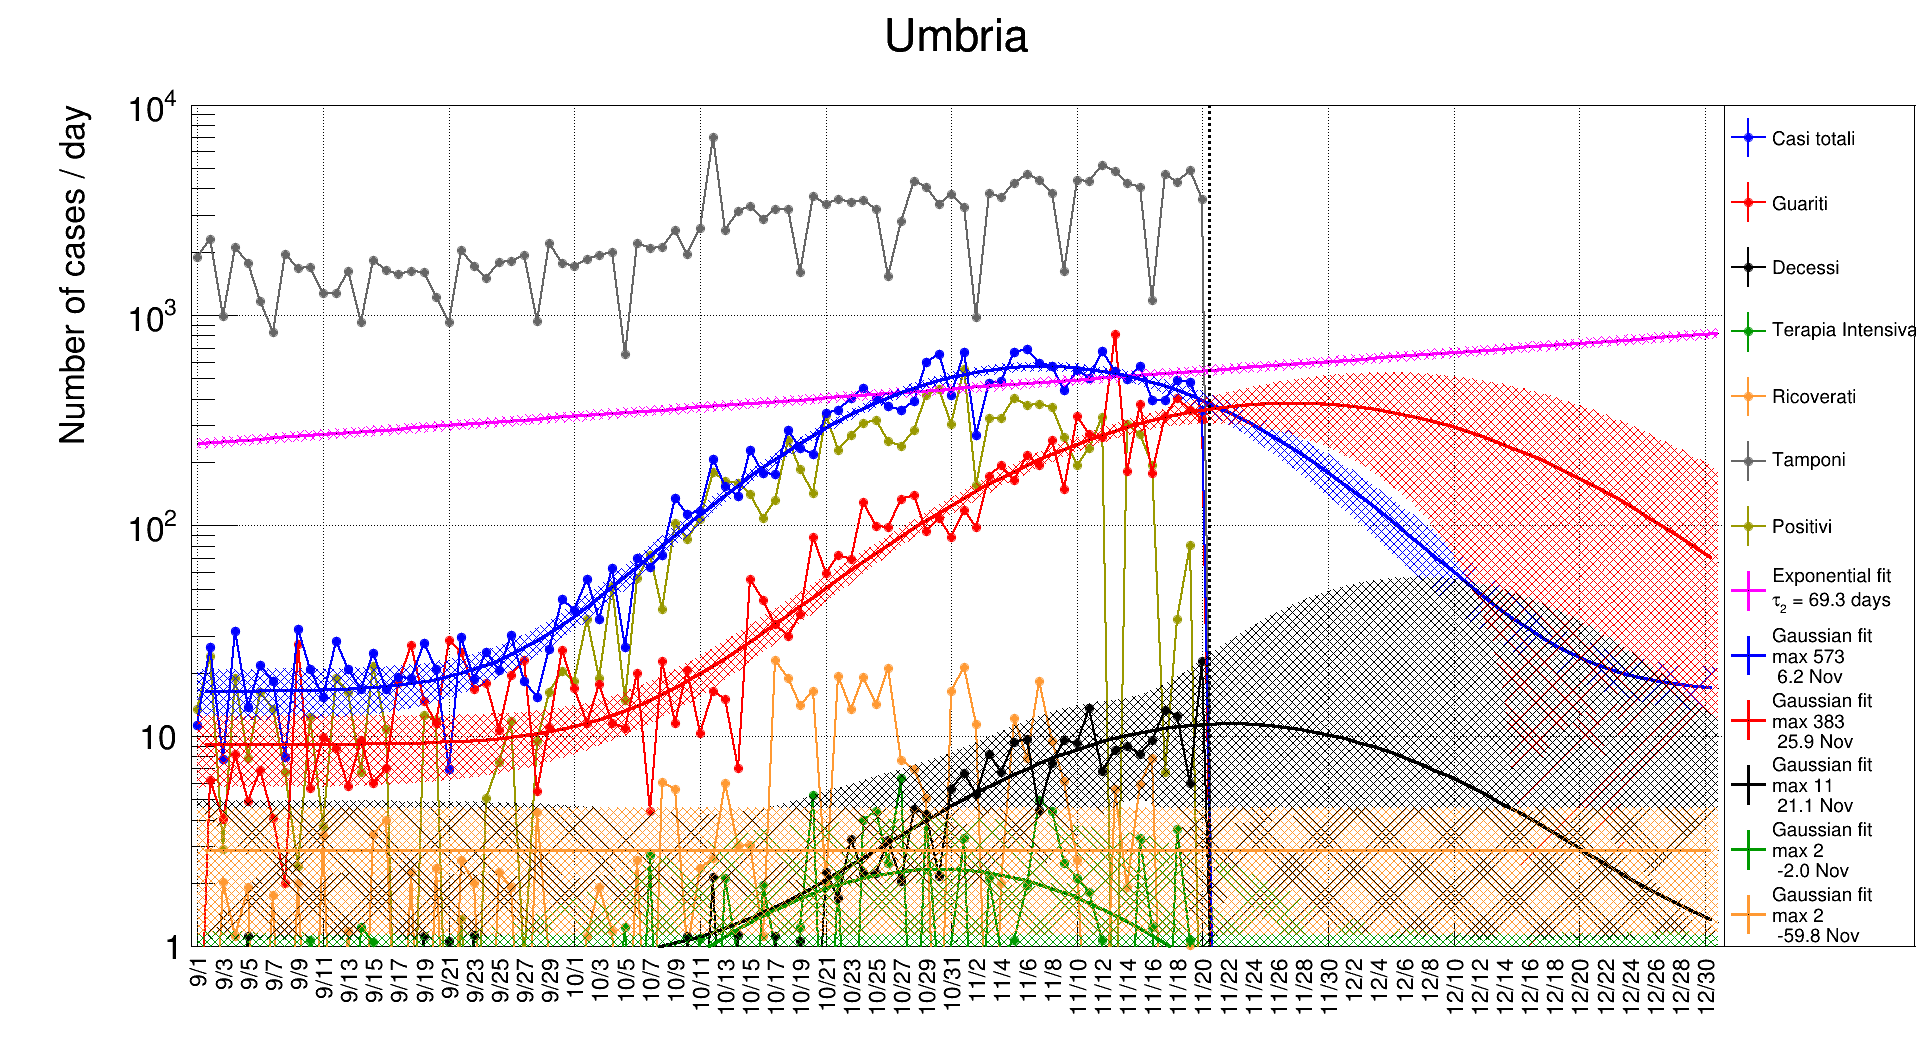 Umbria
Number of cases / day
10^4
10^3
10^2
10
1
9/1
9/3
9/5
9/7
9/9
9/11
9/13
9/15
9/17
9/19
9/21
9/23
9/25
9/27
9/29
10/1
10/3
10/5
10/7
10/9
10/11
10/13
10/15
10/17
10/19
10/21
10/23
10/25
10/27
10/29
10/31
11/2
11/4
11/6
11/8
11/10
11/12
11/14
11/16
11/18
11/20
11/22
11/24
11/26
11/28
11/30
12/2
12/4
12/6
12/8
12/10
12/12
12/14
12/16
12/18
12/20
12/22
12/24
12/26
12/28
12/30
Casi totali
Guariti
Decessi
Terapia Intensiva
Ricoverati
Tamponi
Positivi
Exponential fit
τ2 = 69.3 days
Gaussian fit
max 573
6.2 Nov
Gaussian fit
max 383
25.9 Nov
Gaussian fit
max 11
21.1 Nov
Gaussian fit
max 2
-2.0 Nov
Gaussian fit
max 2
-59.8 Nov